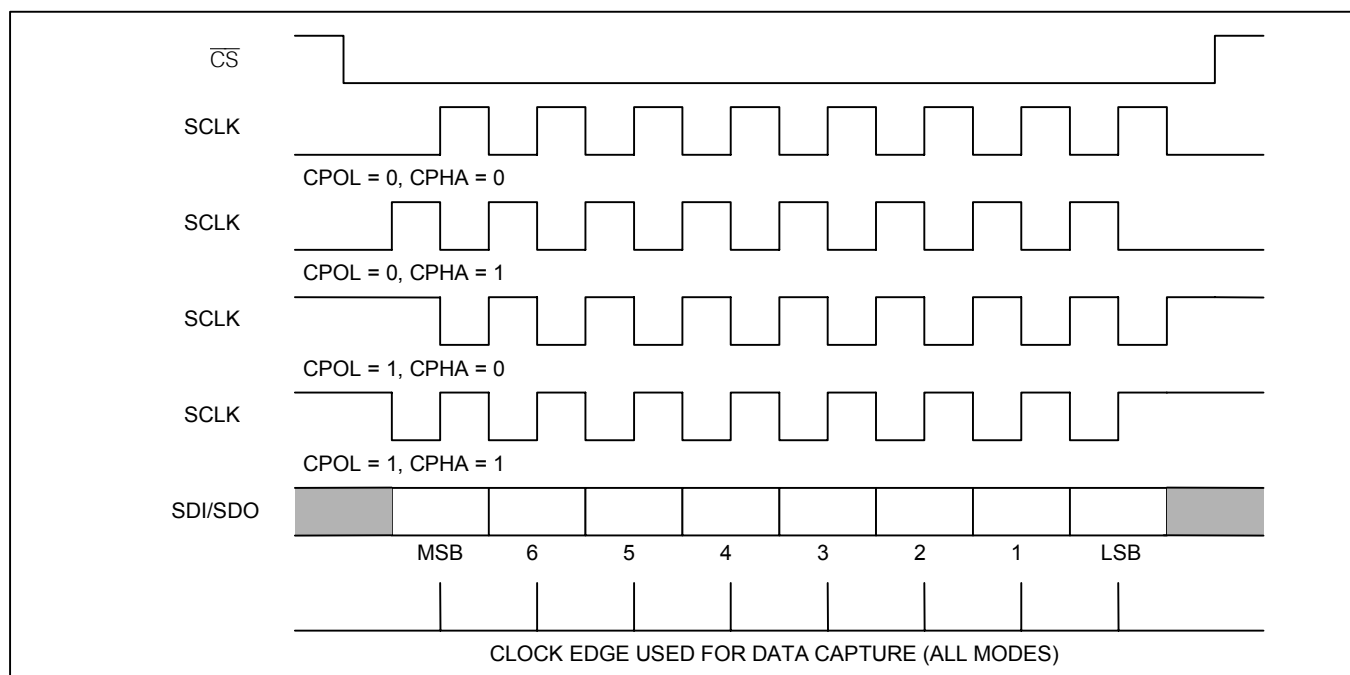 C̅S̅
SCLK
CPOL = 0, CPHA = 0
SCLK
CPOL = 0, CPHA = 1
SCLK
CPOL = 1, CPHA = 0
SCLK
CPOL = 1, CPHA = 1
SDI/SDO
MSB 6 5 4 3 2 1 LSB
CLOCK EDGE USED FOR DATA CAPTURE (ALL MODES)